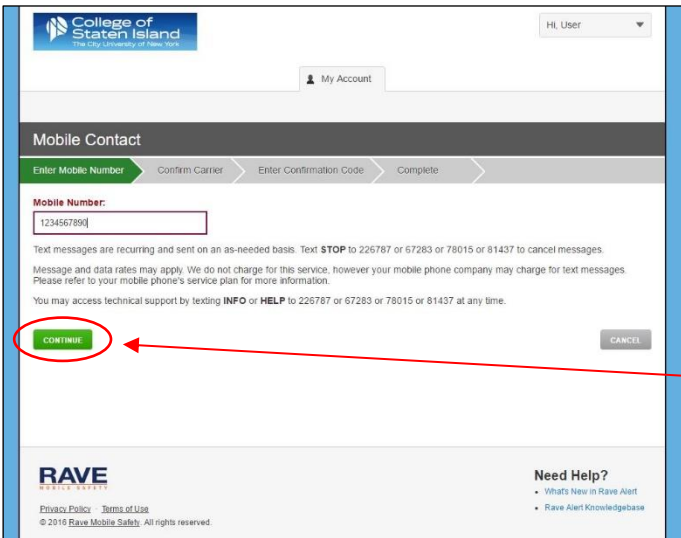 College of
Staten Island
The City University of New York
Hi, User
My Account
Mobile Contact
Enter Mobile Number Confirm Carrier Enter Confirmation Code Complete
Mobile Number:
1234567890
Text messages are recurring and sent on an as-needed basis. Text STOP to 226787 or 67283 or 78015 or 81437 to cancel messages.
Message and data rates may apply. We do not charge for this service, however your mobile phone company may charge for text messages.
Please refer to your mobile phone's service plan for more information.
You may access technical support by texting INFO or HELP to 226787 or 67283 or 78015 or 81437 at any time.
CONTINUE CANCEL
RAVE
MOBILE SAFETY
Need Help?
What's New in Rave Alert
Rave Alert Knowledgebase
Privacy Policy · Terms of Use
© 2016 Rave Mobile Safety. All rights reserved.